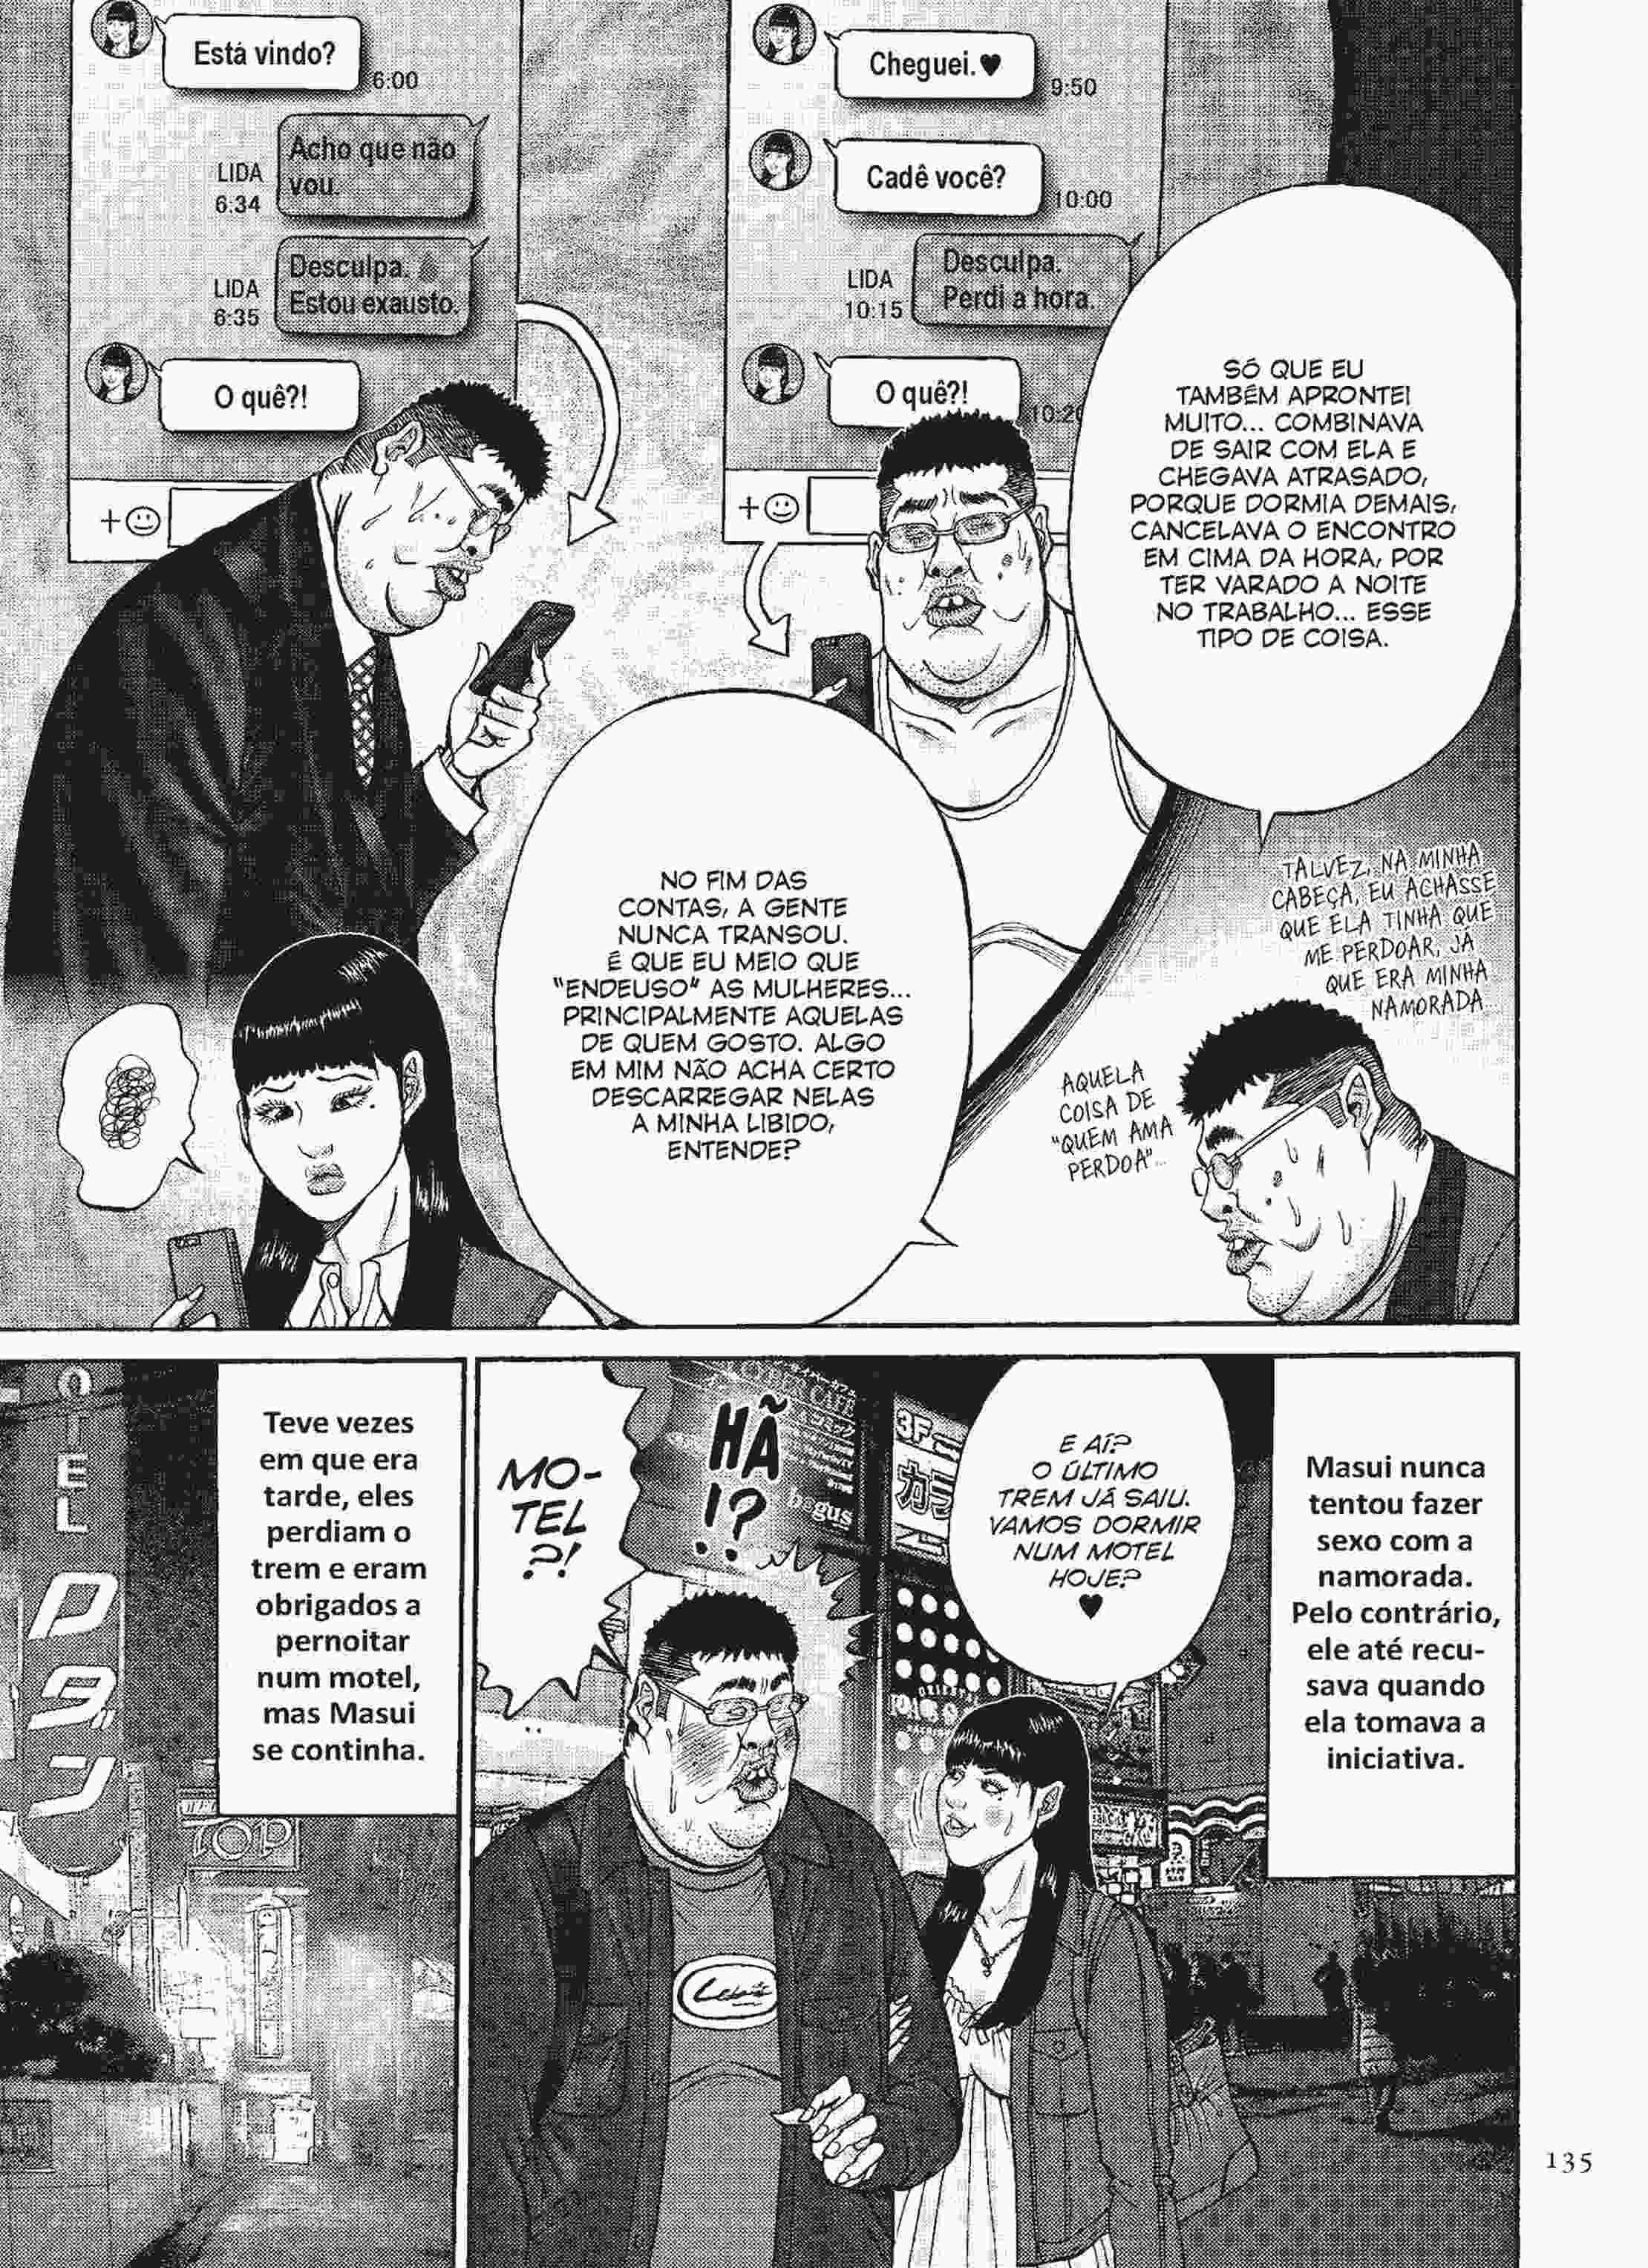 Cheguei.♥
9:50
Cadê você?
10:00
Desculpa.
Perdi a hora.
LIDA
10:15
O quê?!
+
SÓ QUE EU
TAMBÉM APRONTEI
MUITO... COMBINAVA
DE SAIR COM ELA E
CHEGAVA ATRASADO,
PORQUE DORMIA DEMAIS,
CANCELAVA O ENCONTRO
EM CIMA DA HORA, POR
TER VARADO A NOITE
NO TRABALHO... ESSE
TIPO DE COISA.
TALVEZ, NA MINHA
CABEÇA, EU ACHASSE
QUE ELA TINHA QUE
ME PERDOAR, JÁ
QUE ERA MINHA
NAMORADA...
AQUELA
COISA DE
"QUEM AMA
PERDOA"...
Está vindo?
6:00
Acho que não
vou.
LIDA
6:34
Desculpa.
Estou exausto.
LIDA
6:35
O quê?!
+
NO FIM DAS
CONTAS, A GENTE
NUNCA TRANSOU.
É QUE EU MEIO QUE
"ENDEUSO" AS MULHERES...
PRINCIPALMENTE AQUELAS
DE QUEM GOSTO. ALGO
EM MIM NÃO ACHA CERTO
DESCARREGAR NELAS
A MINHA LIBIDO,
ENTENDE?
Masui nunca
tentou fazer
sexo com a
namorada.
Pelo contrário,
ele até recu-
sava quando
ela tomava a
iniciativa.
E AÍ?
O ÚLTIMO
TREM JÁ SAIU.
VAMOS DORMIR
NUM MOTEL
HOJE?
♥
HÃ
!?
MO-
TEL
?!
3F
カラ
bogus
CAFE
Teve vezes
em que era
tarde, eles
perdiam o
trem e eram
obrigados a
pernoitar
num motel,
mas Masui
se continha.
OTEL
TOP
135